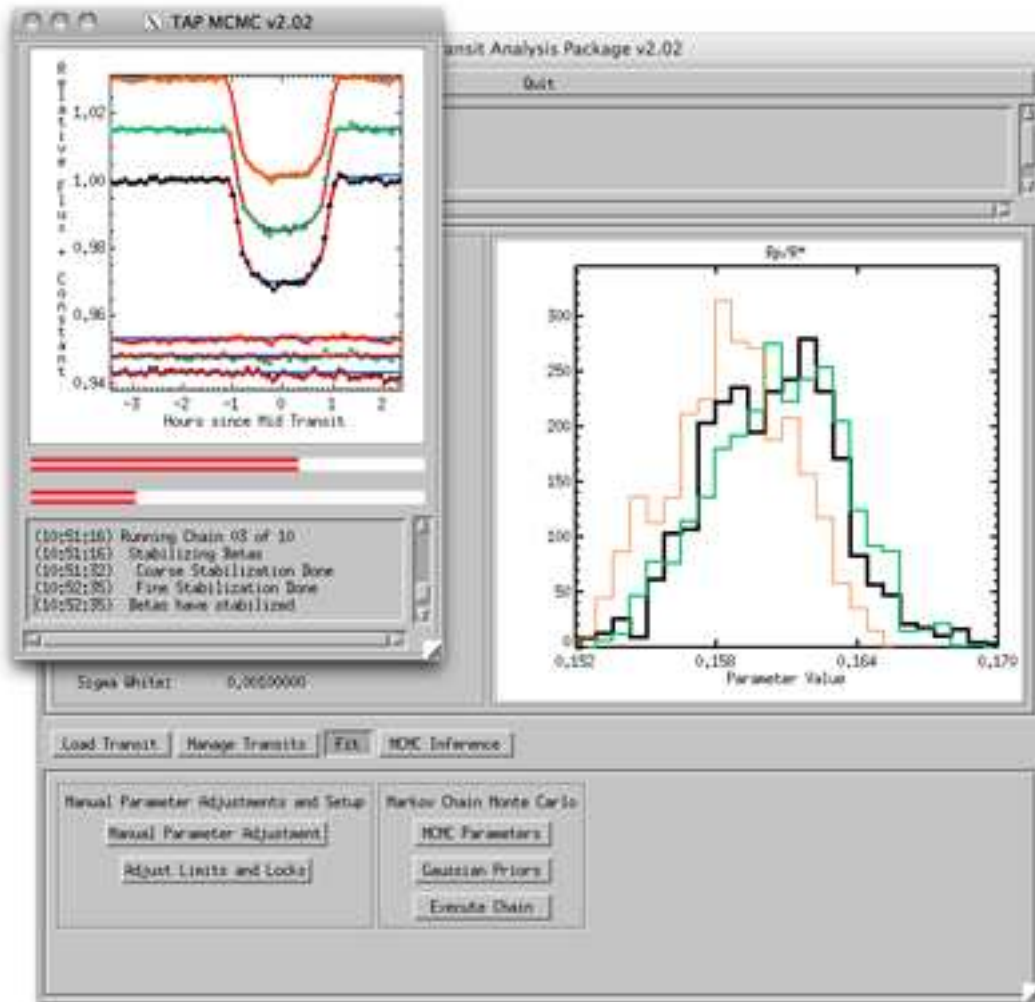 TAP MCMC v2.02
ansit Analysis Package v2.02
Quit
Relative Flux + Constant
1.02
1.00
0.98
0.96
0.94
-3 -2 -1 0 1 2
Hours since Mid Transit
(10:51:16) Running Chain 03 of 10
(10:51:16) Stabilizing Betas
(10:51:32) Coarse Stabilization Done
(10:52:35) Fine Stabilization Done
(10:52:35) Betas have stabilized
Rp/R*
300
250
200
150
100
50
0
0.152 0.158 0.164 0.170
Parameter Value
Sigma White: 0.00100000
Load Transit Manage Transits Fit MCMC Inference
Manual Parameter Adjustments and Setup Markov Chain Monte Carlo
Manual Parameter Adjustment MCMC Parameters
Adjust Limits and Locks Gaussian Priors
Execute Chain